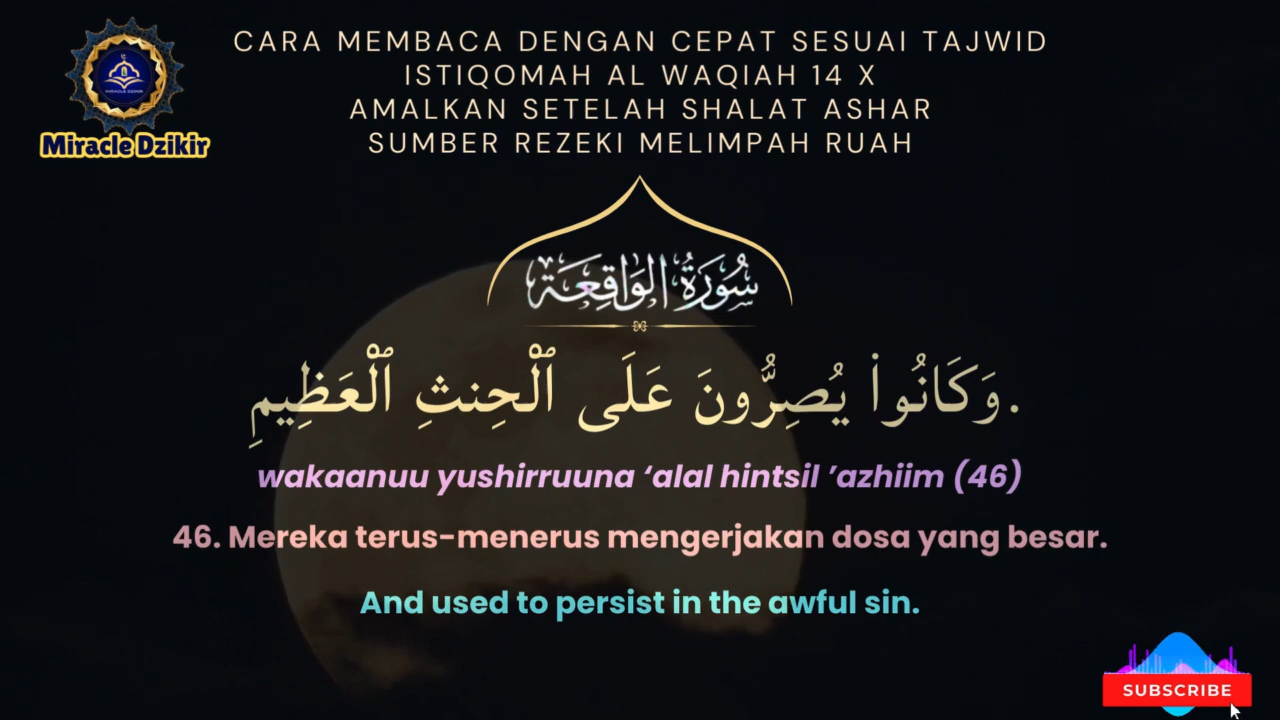 CARA MEMBACA DENGAN CEPAT SESUAI TAJWID
ISTIQOMAH AL WAQIAH 14 X
AMALKAN SETELAH SHALAT ASHAR
SUMBER REZEKI MELIMPAH RUAH
MIRACLE DZIKIR
Miracle Dzikir
سُورَةُ الوَاقِعَة
وَكَانُوا۟ يُصِرُّونَ عَلَى ٱلْحِنثِ ٱلْعَظِيمِ.
wakaanuu yushirruuna ‘alal hintsil ’azhiim (46)
46. Mereka terus-menerus mengerjakan dosa yang besar.
And used to persist in the awful sin.
SUBSCRIBE